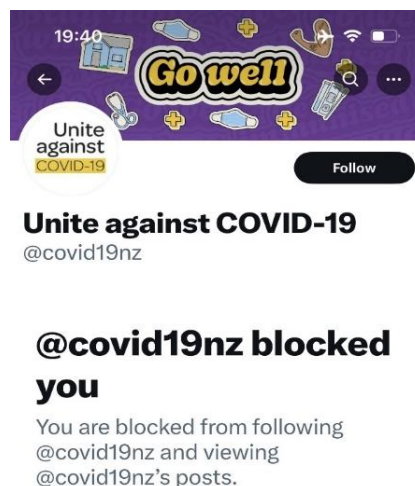 19:40
Go well
Unite
against
COVID-19
Follow
Unite against COVID-19
@covid19nz
@covid19nz blocked
you
You are blocked from following
@covid19nz and viewing
@covid19nz’s posts.